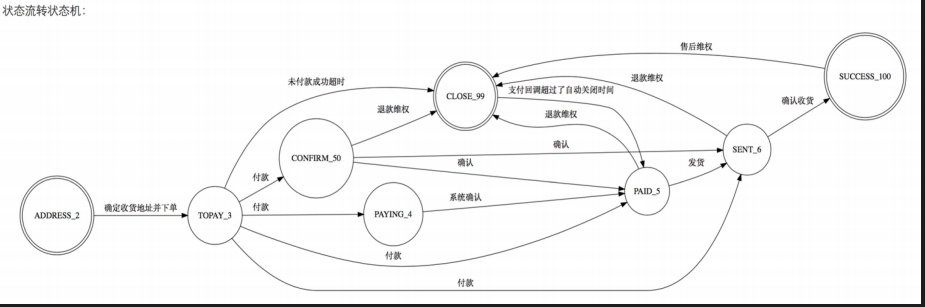 状态流转状态机：
售后维权
SUCCESS_100
退款维权
未付款成功超时
CLOSE_99
支付回调超过了自动关闭时间
确认收货
退款维权
退款维权
确认
SENT_6
CONFIRM_50
确认
发货
付款
PAID_5
系统确认
ADDRESS_2
确定收货地址并下单
TOPAY_3
付款
PAYING_4
付款
付款